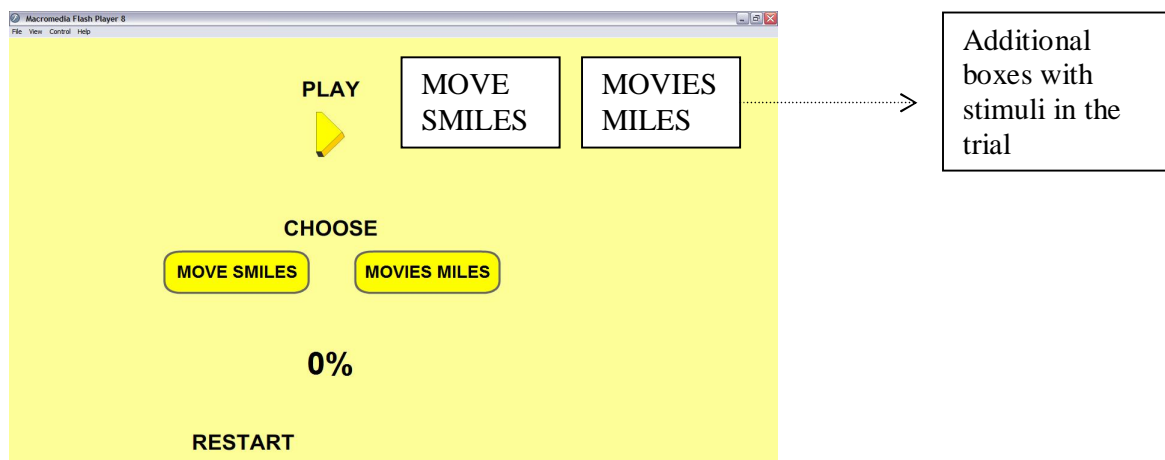 Macromedia Flash Player 8
File View Control Help
PLAY
MOVE
SMILES
MOVIES
MILES
Additional
boxes with
stimuli in the
trial
CHOOSE
MOVE SMILES
MOVIES MILES
0%
RESTART